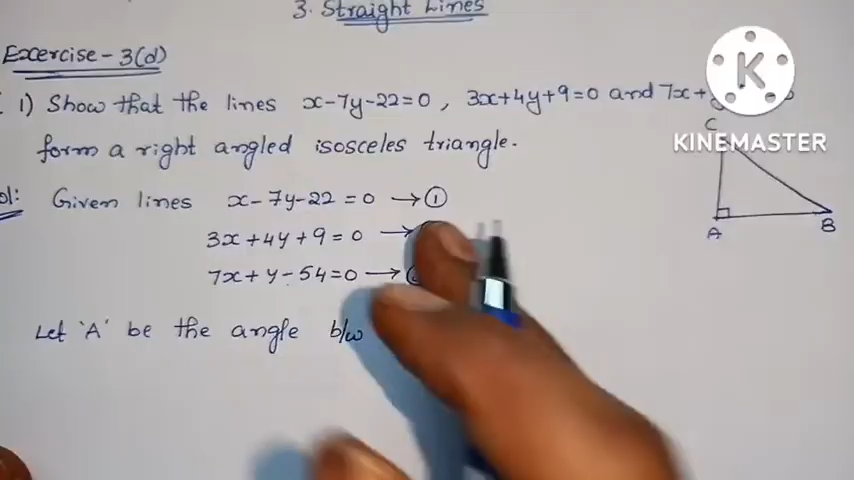 3. Straight Lines
Excercise - 3(d)
1) Show that the lines x-7y-22=0, 3x+4y+9=0 and 7x+
form a right angled isosceles triangle.
Sol: Given lines x-7y-22=0 → ①
3x+4y+9=0 →
7x+y-54=0 →
Let 'A' be the angle b/w
C
A
B
K
KINEMASTER